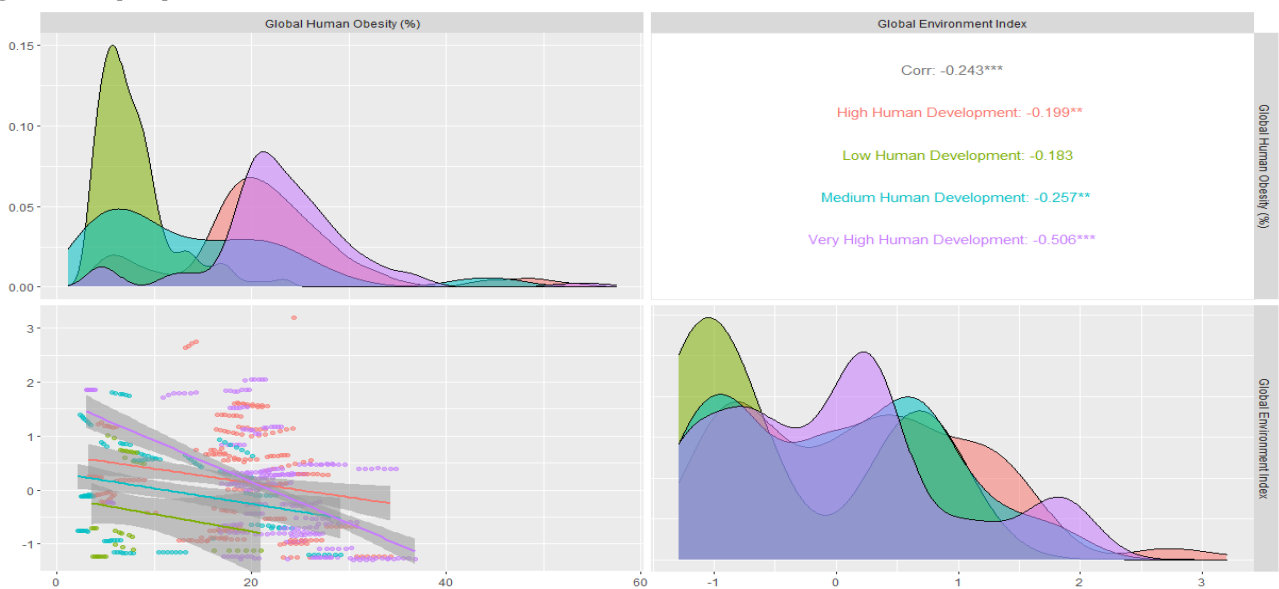 Global Human Obesity (%)
Global Environment Index
0.15
0.10
0.05
0.00
Corr: -0.243***
High Human Development: -0.199**
Low Human Development: -0.183
Medium Human Development: -0.257**
Very High Human Development: -0.506***
Global Human Obesity (%)
3
2
1
0
-1
0
20
40
60
-1
0
1
2
3
Global Environment Index